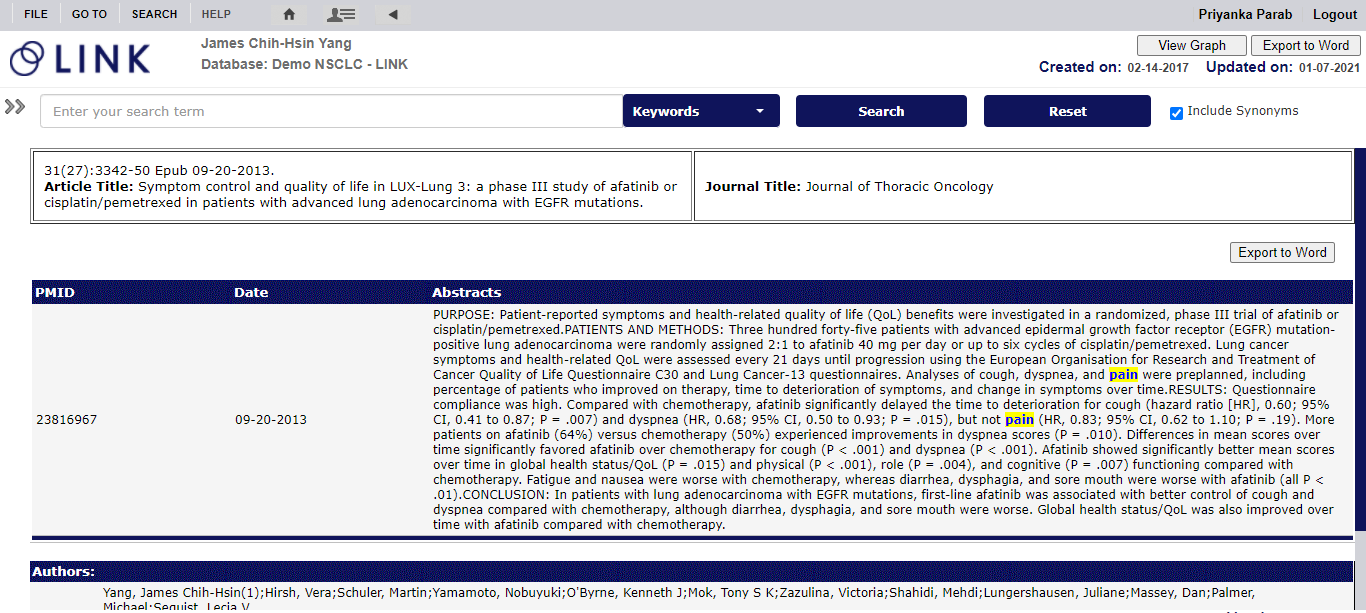 FILE GO TO SEARCH HELP Priyanka Parab Logout
LINK
James Chih-Hsin Yang
Database: Demo NSCLC - LINK
View Graph Export to Word
Created on: 02-14-2017 Updated on: 01-07-2021
Enter your search term Keywords Search Reset Include Synonyms
31(27):3342-50 Epub 09-20-2013.
Article Title: Symptom control and quality of life in LUX-Lung 3: a phase III study of afatinib or
cisplatin/pemetrexed in patients with advanced lung adenocarcinoma with EGFR mutations.
Journal Title: Journal of Thoracic Oncology
Export to Word
PMID Date Abstracts
23816967 09-20-2013
PURPOSE: Patient-reported symptoms and health-related quality of life (QoL) benefits were investigated in a randomized, phase III trial of afatinib or
cisplatin/pemetrexed.PATIENTS AND METHODS: Three hundred forty-five patients with advanced epidermal growth factor receptor (EGFR) mutation-
positive lung adenocarcinoma were randomly assigned 2:1 to afatinib 40 mg per day or up to six cycles of cisplatin/pemetrexed. Lung cancer
symptoms and health-related QoL were assessed every 21 days until progression using the European Organisation for Research and Treatment of
Cancer Quality of Life Questionnaire C30 and Lung Cancer-13 questionnaires. Analyses of cough, dyspnea, and pain were preplanned, including
percentage of patients who improved on therapy, time to deterioration of symptoms, and change in symptoms over time.RESULTS: Questionnaire
compliance was high. Compared with chemotherapy, afatinib significantly delayed the time to deterioration for cough (hazard ratio [HR], 0.60; 95%
CI, 0.41 to 0.87; P = .007) and dyspnea (HR, 0.68; 95% CI, 0.50 to 0.93; P = .015), but not pain (HR, 0.83; 95% CI, 0.62 to 1.10; P = .19). More
patients on afatinib (64%) versus chemotherapy (50%) experienced improvements in dyspnea scores (P = .010). Differences in mean scores over
time significantly favored afatinib over chemotherapy for cough (P < .001) and dyspnea (P < .001). Afatinib showed significantly better mean scores
over time in global health status/QoL (P = .015) and physical (P < .001), role (P = .004), and cognitive (P = .007) functioning compared with
chemotherapy. Fatigue and nausea were worse with chemotherapy, whereas diarrhea, dysphagia, and sore mouth were worse with afatinib (all P <
.01).CONCLUSION: In patients with lung adenocarcinoma with EGFR mutations, first-line afatinib was associated with better control of cough and
dyspnea compared with chemotherapy, although diarrhea, dysphagia, and sore mouth were worse. Global health status/QoL was also improved over
time with afatinib compared with chemotherapy.
Authors:
Yang, James Chih-Hsin(1);Hirsh, Vera;Schuler, Martin;Yamamoto, Nobuyuki;O'Byrne, Kenneth J;Mok, Tony S K;Zazulina, Victoria;Shahidi, Mehdi;Lungershausen, Juliane;Massey, Dan;Palmer,
Michael;Sequist, Lecia V